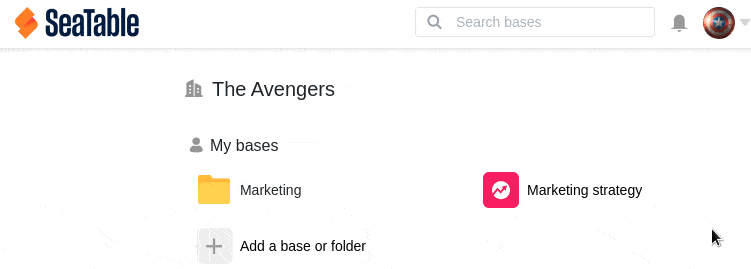 SeaTable
Search bases
The Avengers
My bases
Marketing
Marketing strategy
Add a base or folder